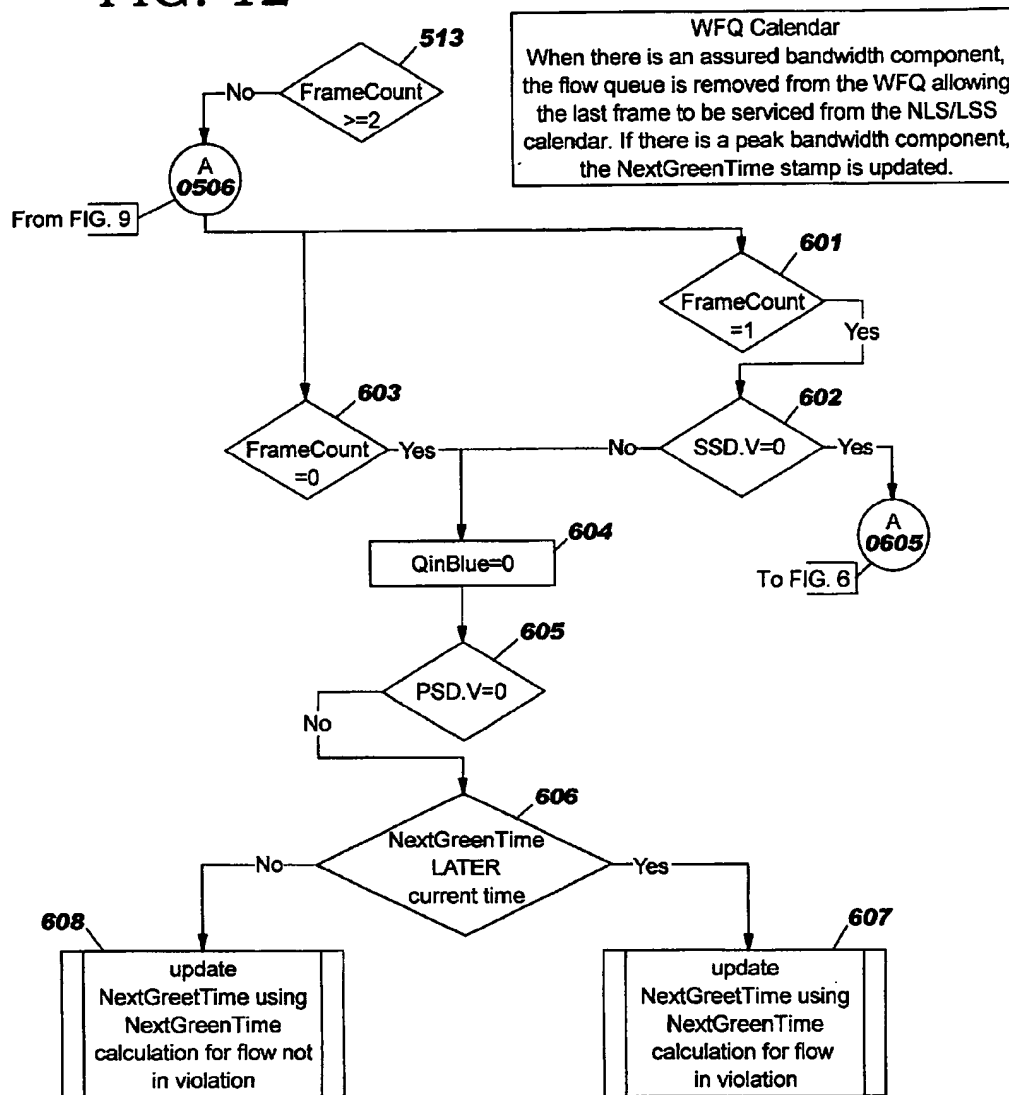 FIG. 12
WFQ Calendar
When there is an assured bandwidth component,
the flow queue is removed from the WFQ allowing
the last frame to be serviced from the NLS/LSS
calendar. If there is a peak bandwidth component,
the NextGreenTime stamp is updated.
513
FrameCount
>=2
No
A
0506
From FIG. 9
601
FrameCount
=1
Yes
603
FrameCount
=0
Yes
602
SSD.V=0
No
Yes
A
0605
To FIG. 6
604
QinBlue=0
605
PSD.V=0
No
606
NextGreenTime
LATER
current time
No
Yes
608
update
NextGreetTime using
NextGreenTime
calculation for flow not
in violation
607
update
NextGreetTime using
NextGreenTime
calculation for flow
in violation